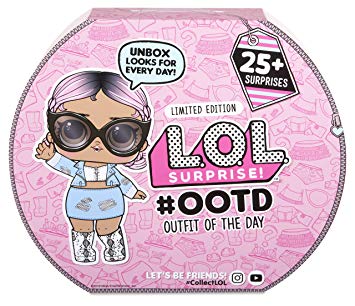 UNBOX
LOOKS FOR
EVERY DAY!
25+
SURPRISES
LIMITED EDITION
L.O.L.
SURPRISE!
#OOTD
OUTFIT OF THE DAY
LET'S BE FRIENDS!
#CollectLOL